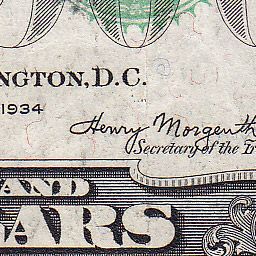 NGTON, D.C.
1934
Henry Morgenth
Secretary of the Tr
AND
ARS